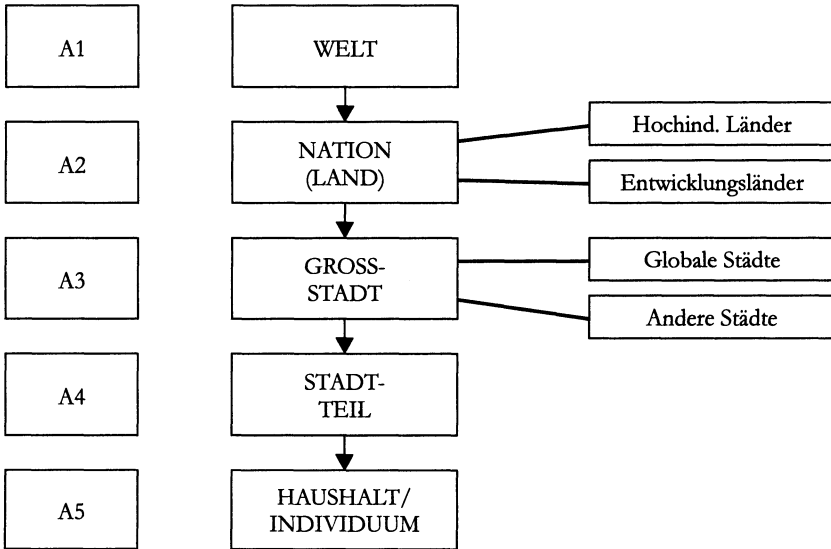 A1
WELT
A2
NATION
(LAND)
Hochind. Länder
Entwicklungsländer
A3
GROSS-
STADT
Globale Städte
Andere Städte
A4
STADT-
TEIL
A5
HAUSHALT/
INDIVIDUUM